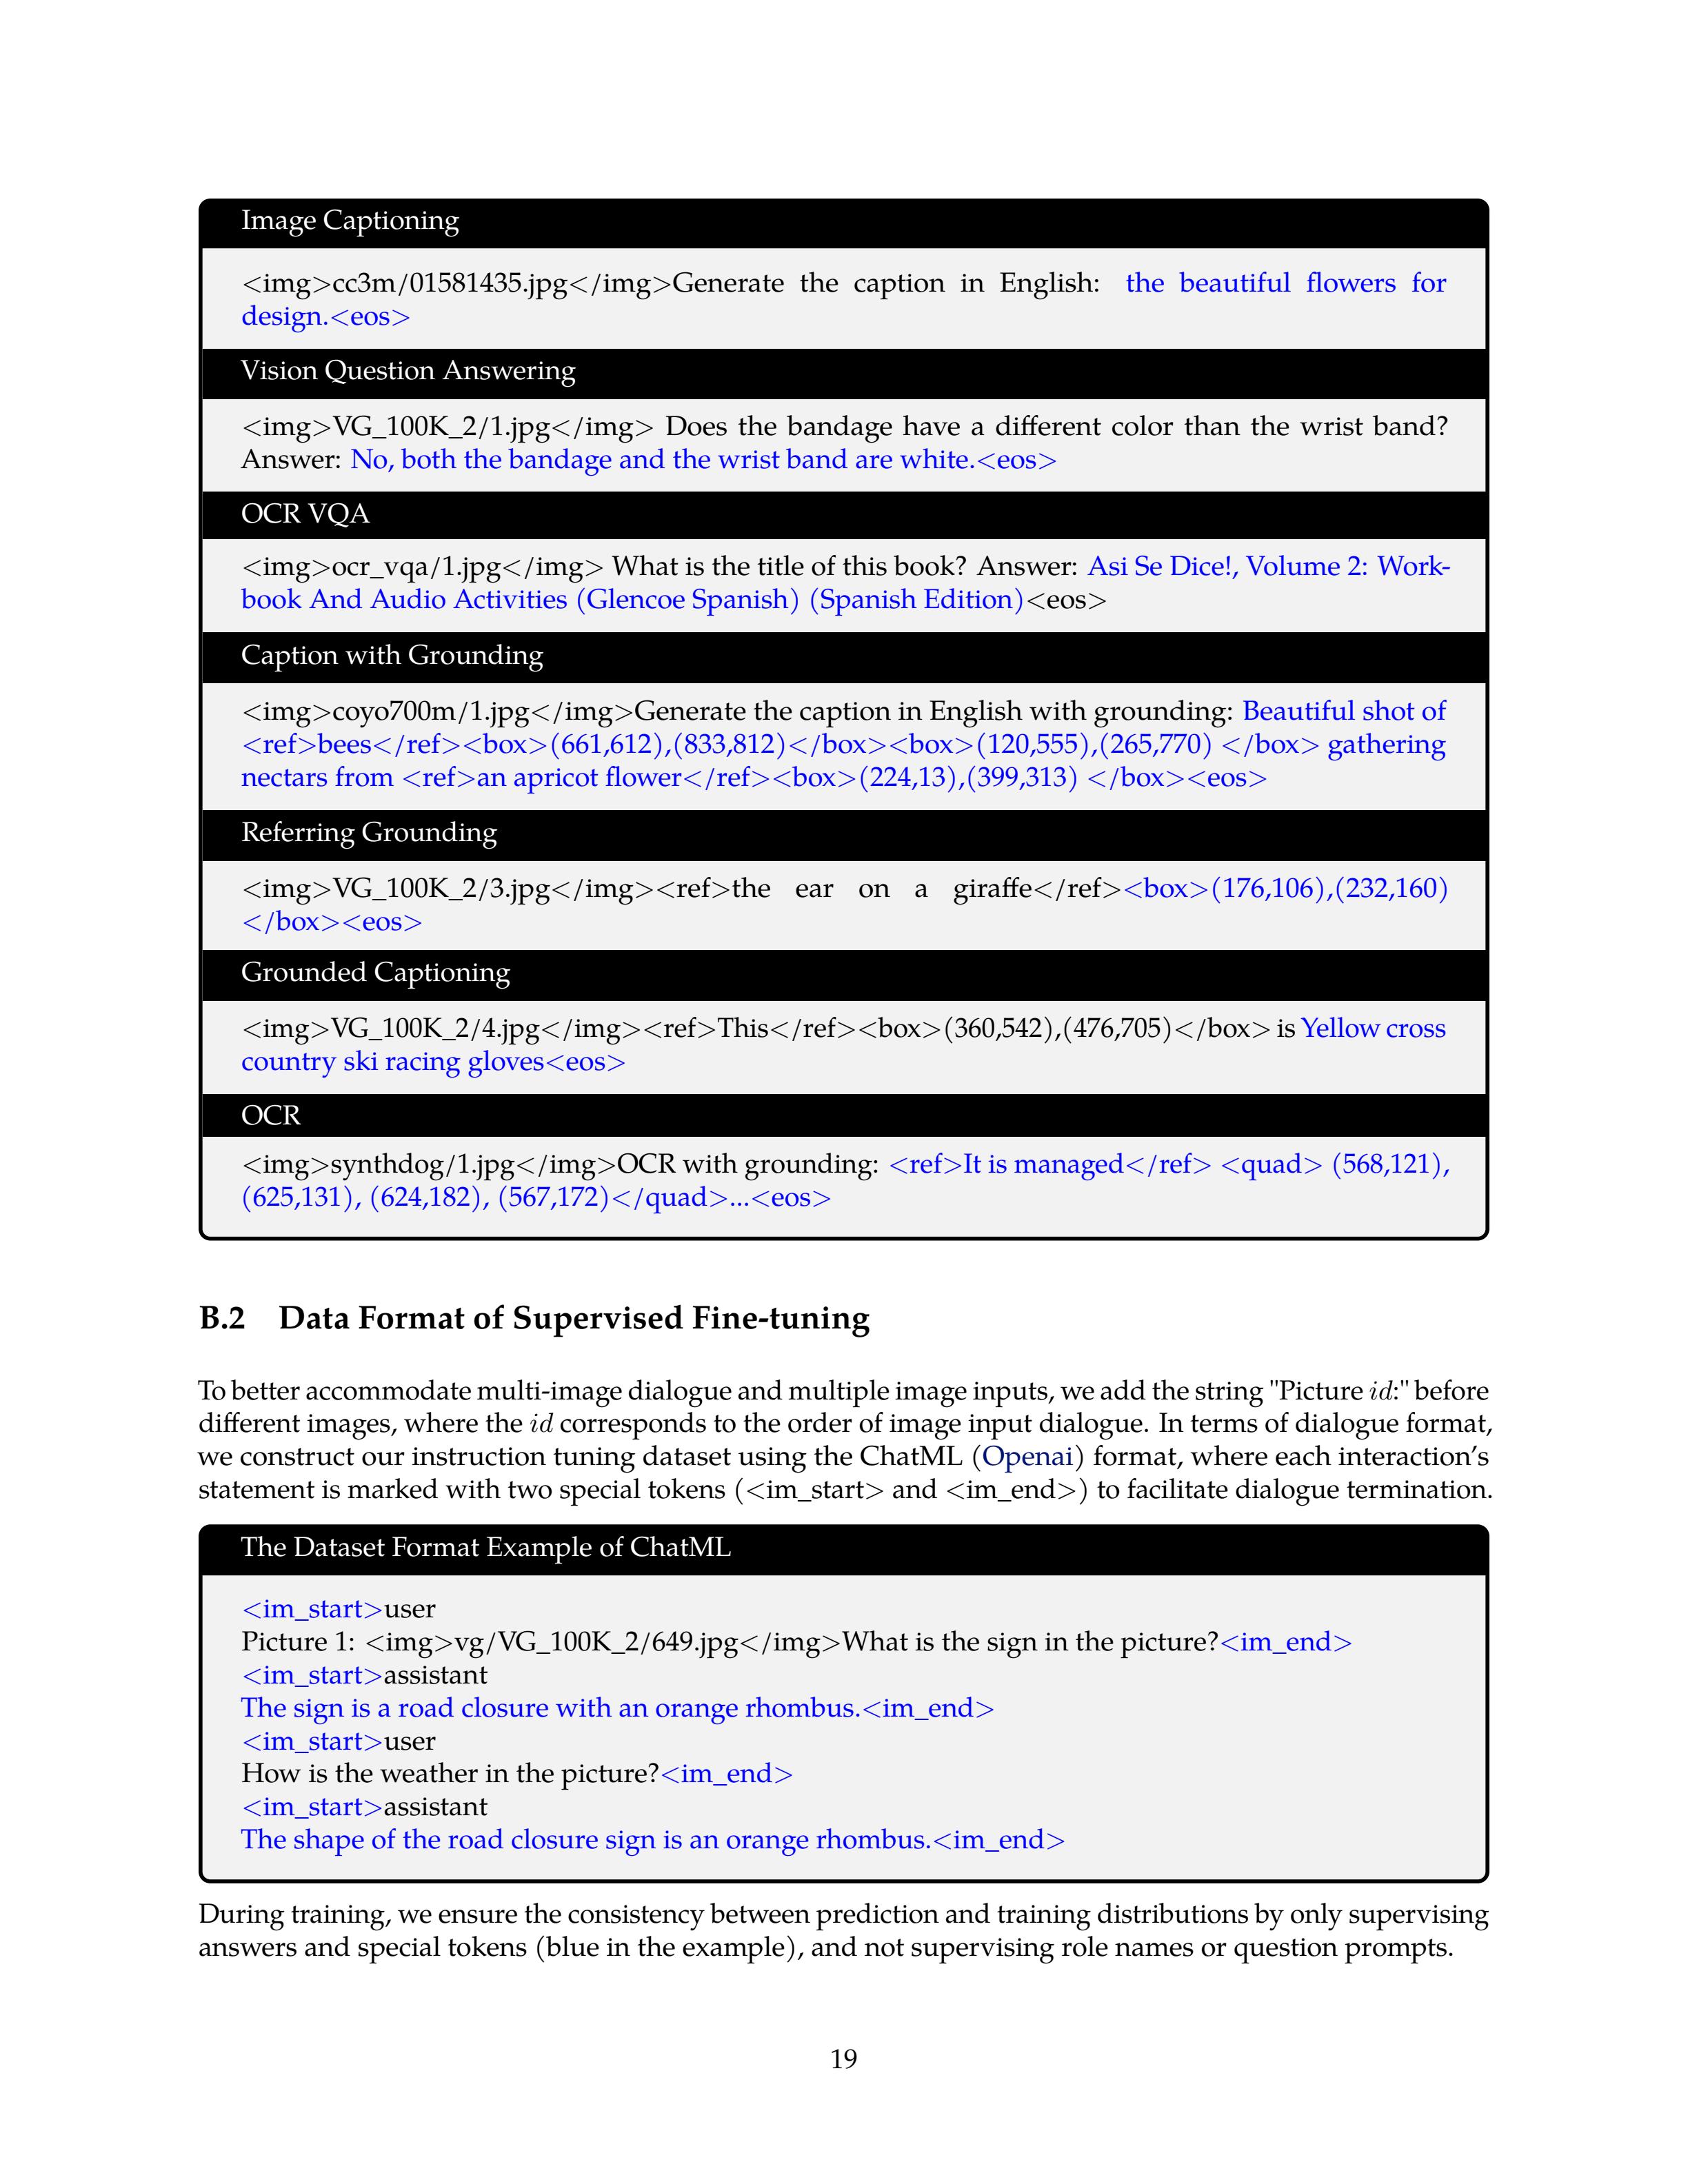 Image Captioning
<img>cc3m/01581435.jpg</img>Generate the caption in English: the beautiful flowers for
design.<eos>
Vision Question Answering
<img>VG_100K_2/1.jpg</img> Does the bandage have a different color than the wrist band?
Answer: No, both the bandage and the wrist band are white.<eos>
OCR VQA
<img>ocr_vqa/1.jpg</img> What is the title of this book? Answer: Asi Se Dice!, Volume 2: Work-
book And Audio Activities (Glencoe Spanish) (Spanish Edition)<eos>
Caption with Grounding
<img>coyo700m/1.jpg</img>Generate the caption in English with grounding: Beautiful shot of
<ref>bees</ref><box>(661,612),(833,812)</box><box>(120,555),(265,770) </box> gathering
nectars from <ref>an apricot flower</ref><box>(224,13),(399,313) </box><eos>
Referring Grounding
<img>VG_100K_2/3.jpg</img><ref>the ear on a giraffe</ref><box>(176,106),(232,160)
</box><eos>
Grounded Captioning
<img>VG_100K_2/4.jpg</img><ref>This</ref><box>(360,542),(476,705)</box> is Yellow cross
country ski racing gloves<eos>
OCR
<img>synthdog/1.jpg</img>OCR with grounding: <ref>It is managed</ref> <quad> (568,121),
(625,131), (624,182), (567,172)</quad>...<eos>
B.2 Data Format of Supervised Fine-tuning
To better accommodate multi-image dialogue and multiple image inputs, we add the string "Picture id:" before
different images, where the id corresponds to the order of image input dialogue. In terms of dialogue format,
we construct our instruction tuning dataset using the ChatML (Openai) format, where each interaction's
statement is marked with two special tokens (<im_start> and <im_end>) to facilitate dialogue termination.
The Dataset Format Example of ChatML
<im_start>user
Picture 1: <img>vg/VG_100K_2/649.jpg</img>What is the sign in the picture?<im_end>
<im_start>assistant
The sign is a road closure with an orange rhombus.<im_end>
<im_start>user
How is the weather in the picture?<im_end>
<im_start>assistant
The shape of the road closure sign is an orange rhombus.<im_end>
During training, we ensure the consistency between prediction and training distributions by only supervising
answers and special tokens (blue in the example), and not supervising role names or question prompts.
19